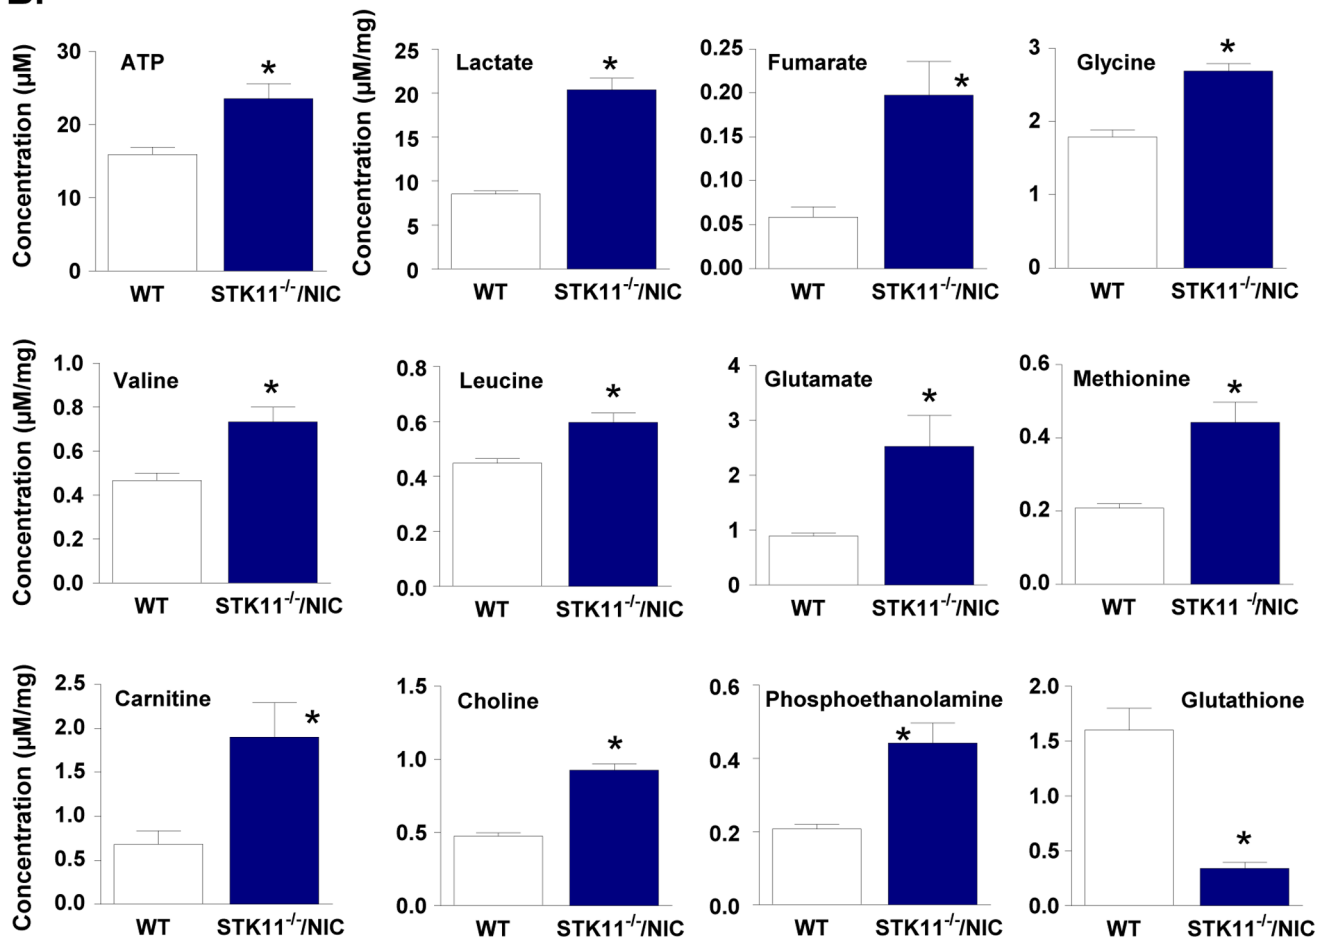 B.
Concentration (µM)
30
20
10
0
ATP
*
WT
STK11-/-/NIC
Concentration (µM/mg)
25
20
15
10
5
0
Lactate
*
WT
STK11-/-/NIC
0.25
0.20
0.15
0.10
0.05
0.00
Fumarate
*
WT
STK11-/-/NIC
3
2
1
0
Glycine
*
WT
STK11-/-/NIC
Concentration (µM/mg)
1.0
0.8
0.6
0.4
0.2
0.0
Valine
*
WT
STK11-/-/NIC
0.8
0.6
0.4
0.2
0.0
Leucine
*
WT
STK11-/-/NIC
4
3
2
1
0
Glutamate
*
WT
STK11-/-/NIC
0.6
0.4
0.2
0.0
Methionine
*
WT
STK11 -/-/NIC
Concentration (µM/mg)
2.5
2.0
1.5
1.0
0.5
0.0
Carnitine
*
WT
STK11-/-/NIC
1.5
1.0
0.5
0.0
Choline
*
WT
STK11-/-/NIC
0.6
0.4
0.2
0.0
Phosphoethanolamine
*
WT
STK11-/-/NIC
2.0
1.5
1.0
0.5
0.0
Glutathione
*
WT
STK11-/-/NIC